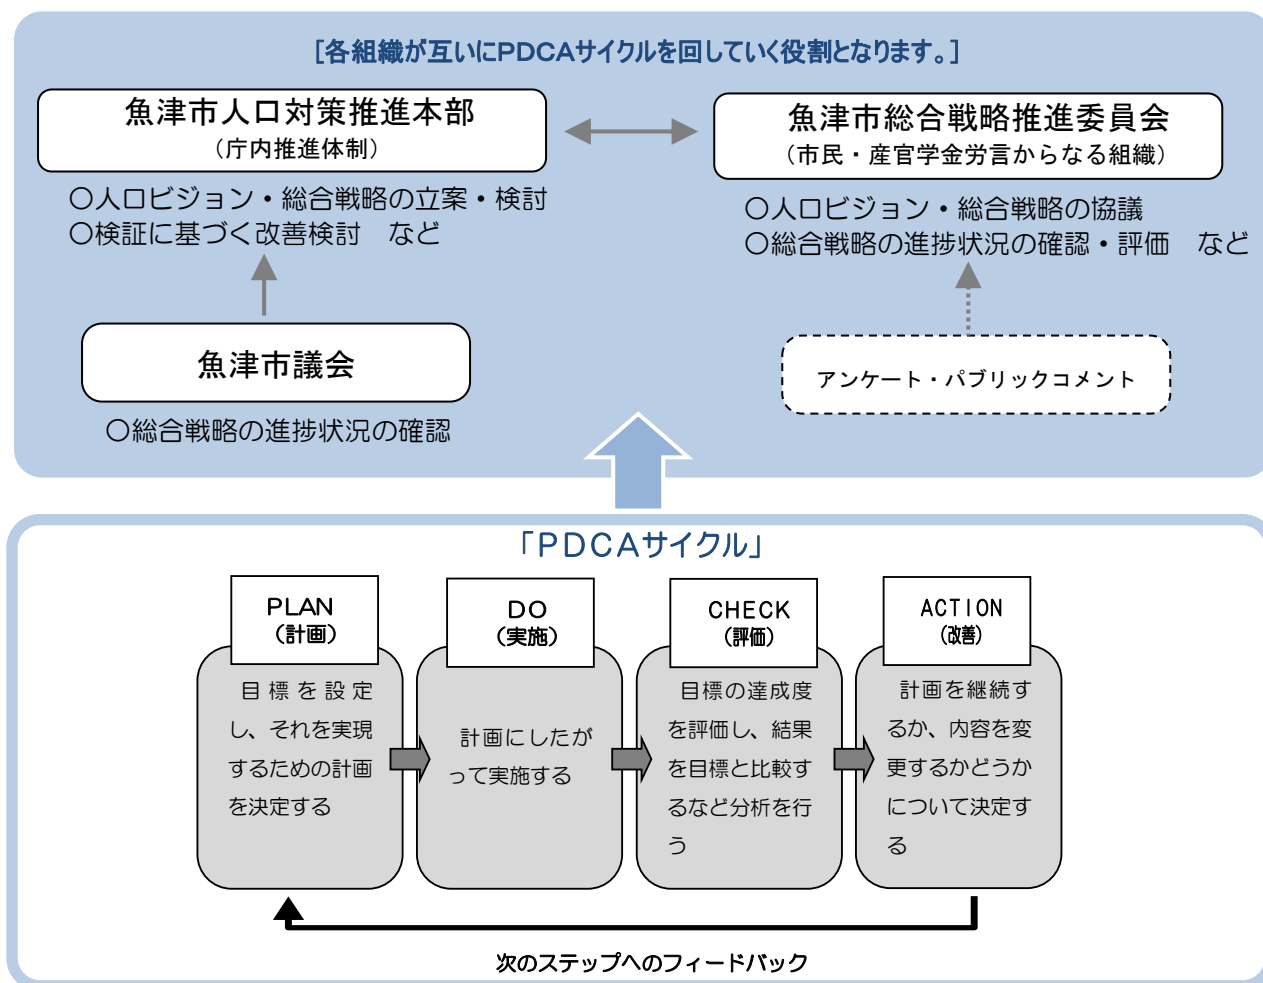 [各組織が互いにPDCAサイクルを回していく役割となります。]
魚津市人口対策推進本部
（庁内推進体制）
○人口ビジョン・総合戦略の立案・検討
○検証に基づく改善検討　など
魚津市総合戦略推進委員会
（市民・産官学金労言からなる組織）
○人口ビジョン・総合戦略の協議
○総合戦略の進捗状況の確認・評価　など
魚津市議会
○総合戦略の進捗状況の確認
アンケート・パブリックコメント
「PDCAサイクル」
PLAN
（計画）
目標を設定
し、それを実現
するための計画
を決定する
DO
（実施）
計画にしたが
って実施する
CHECK
（評価）
目標の達成度
を評価し、結果
を目標と比較す
るなど分析を行
う
ACTION
（改善）
計画を継続す
るか、内容を変
更するかどうか
について決定す
る
次のステップへのフィードバック